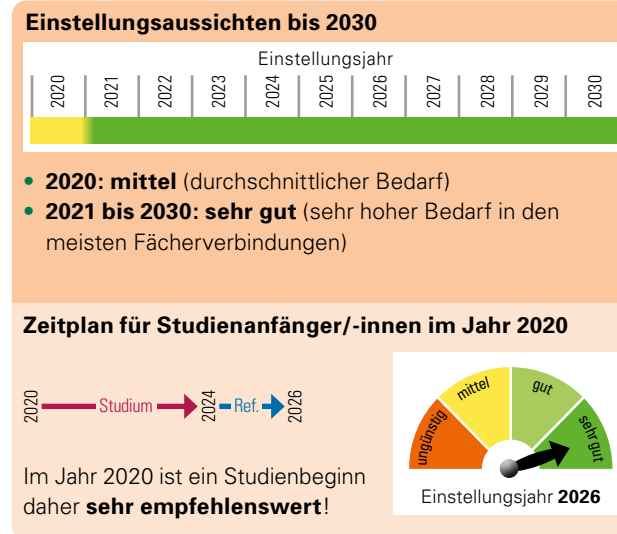 Einstellungsaussichten bis 2030
Einstellungsjahr
2020 2021 2022 2023 2024 2025 2026 2027 2028 2029 2030
• 2020: mittel (durchschnittlicher Bedarf)
• 2021 bis 2030: sehr gut (sehr hoher Bedarf in den
meisten Fächerverbindungen)
Zeitplan für Studienanfänger/-innen im Jahr 2020
2020 Studium 2024 Ref. 2026
Im Jahr 2020 ist ein Studienbeginn
daher sehr empfehlenswert!
ungünstig
mittel
gut
sehr gut
Einstellungsjahr 2026